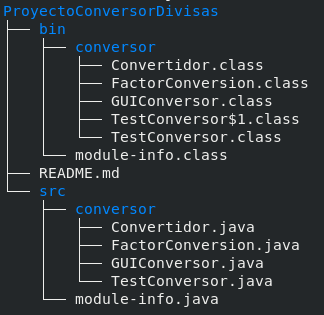 ProyectoConversorDivisas
├── bin
│   ├── conversor
│   │   ├── Convertidor.class
│   │   ├── FactorConversion.class
│   │   ├── GUIConversor.class
│   │   ├── TestConversor$1.class
│   │   └── TestConversor.class
│   └── module-info.class
├── README.md
└── src
    ├── conversor
    │   ├── Convertidor.java
    │   ├── FactorConversion.java
    │   ├── GUIConversor.java
    │   └── TestConversor.java
    └── module-info.java